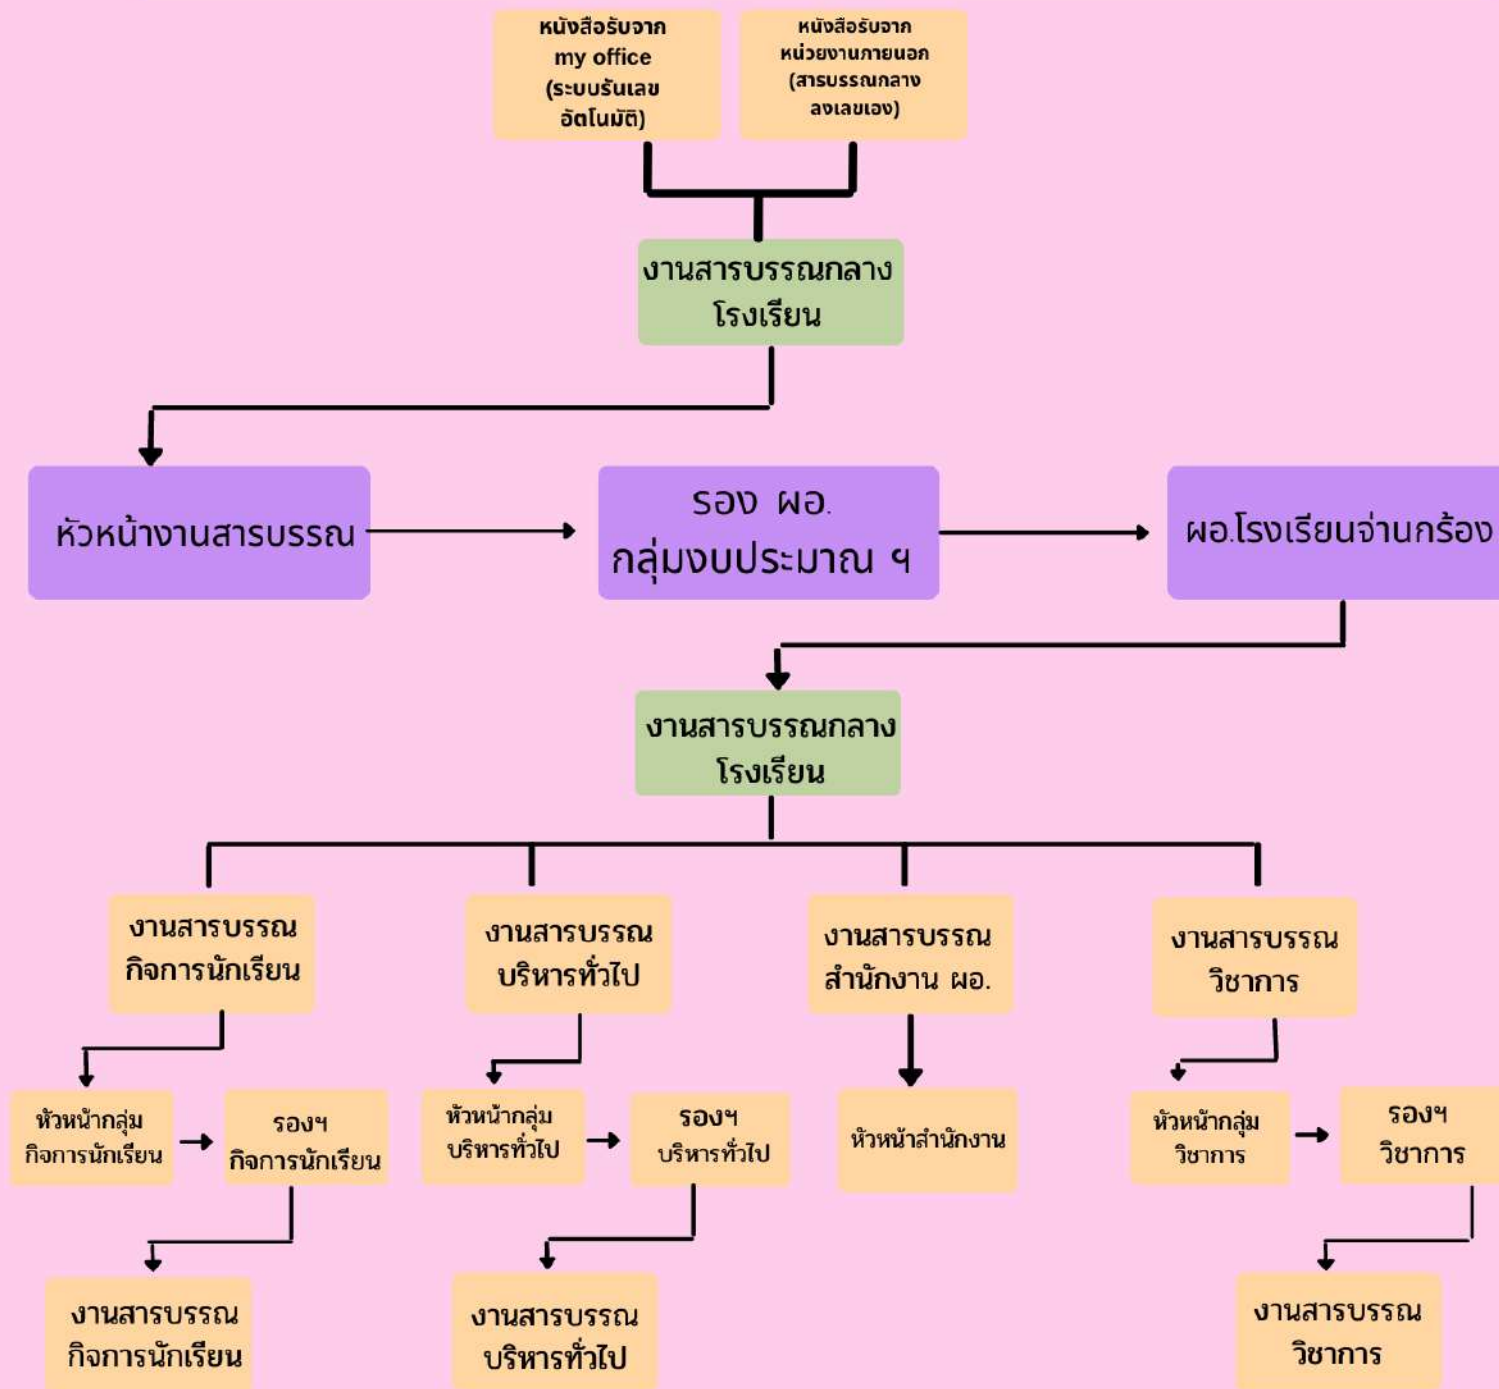 หนังสือรับจาก
my office
(ระบบรันเลข
อัตโนมัติ)
หนังสือรับจาก
หน่วยงานภายนอก
(สารบรรณกลาง
ลงเลขเอง)
งานสารบรรณกลาง
โรงเรียน
หัวหน้างานสารบรรณ
รอง ผอ.
กลุ่มงบประมาณ ฯ
ผอ.โรงเรียนจ่านกร้อง
งานสารบรรณกลาง
โรงเรียน
งานสารบรรณ
กิจการนักเรียน
งานสารบรรณ
บริหารทั่วไป
งานสารบรรณ
สำนักงาน ผอ.
งานสารบรรณ
วิชาการ
หัวหน้ากลุ่ม
กิจการนักเรียน
รองฯ
กิจการนักเรียน
หัวหน้ากลุ่ม
บริหารทั่วไป
รองฯ
บริหารทั่วไป
หัวหน้าสำนักงาน
หัวหน้ากลุ่ม
วิชาการ
รองฯ
วิชาการ
งานสารบรรณ
กิจการนักเรียน
งานสารบรรณ
บริหารทั่วไป
งานสารบรรณ
วิชาการ